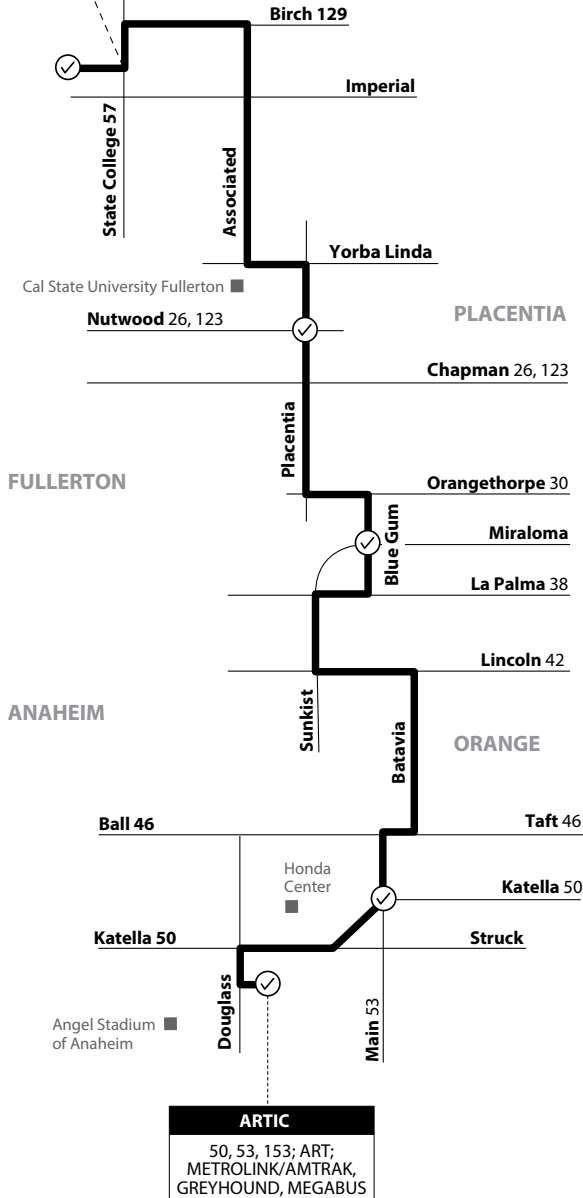 Birch 129
Imperial
State College 57
Associated
Yorba Linda
Cal State University Fullerton
PLACENTIA
Nutwood 26, 123
Chapman 26, 123
Placentia
FULLERTON
Orangethorpe 30
Blue Gum
Miraloma
La Palma 38
Lincoln 42
Sunkist
ANAHEIM
Batavia
ORANGE
Ball 46
Taft 46
Honda
Center
Katella 50
Katella 50
Struck
Douglass
Main 53
Angel Stadium
of Anaheim
ARTIC
50, 53, 153; ART;
METROLINK/AMTRAK,
GREYHOUND, MEGABUS